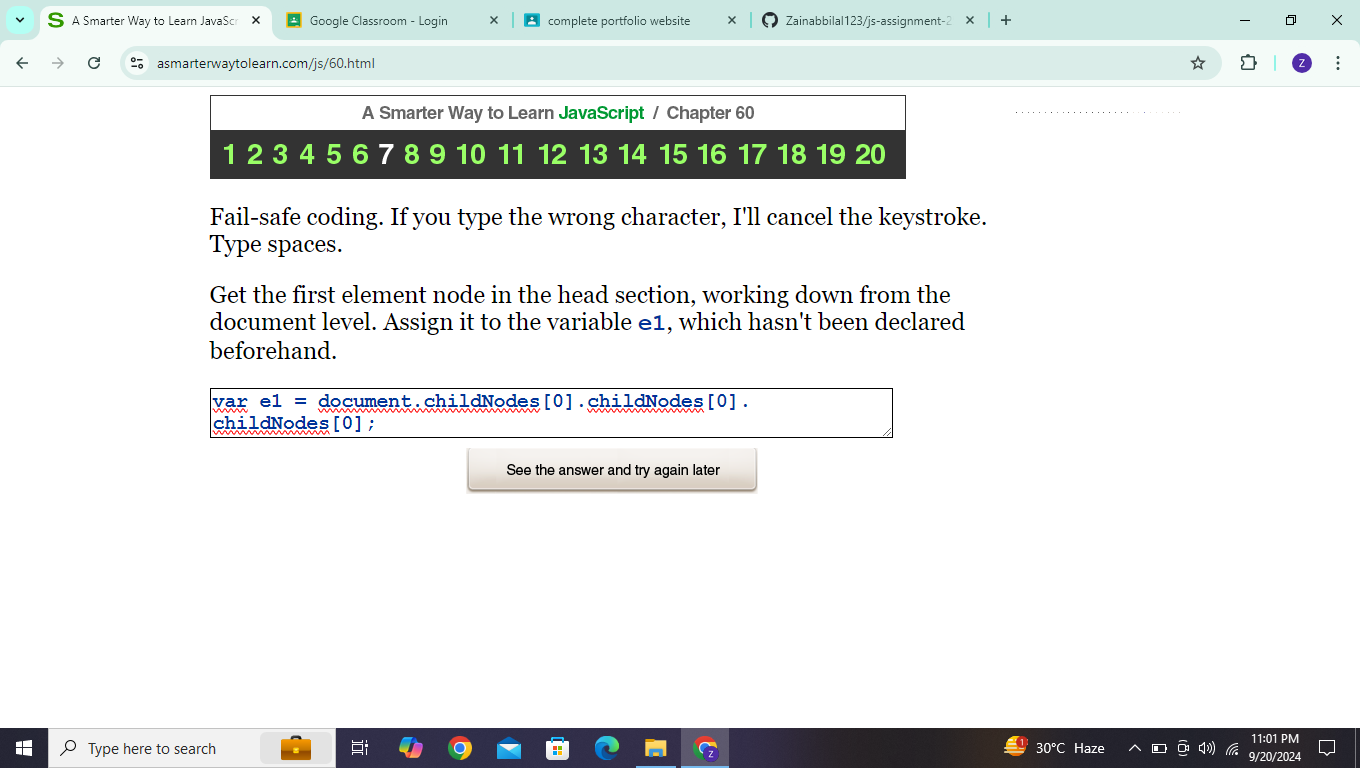 A Smarter Way to Learn JavaSc
Google Classroom - Login
complete portfolio website
Zainabbilal123/js-assignment-2
asmarterwaytolearn.com/js/60.html
Z
A Smarter Way to Learn JavaScript / Chapter 60
1 2 3 4 5 6 7 8 9 10 11 12 13 14 15 16 17 18 19 20
Fail-safe coding. If you type the wrong character, I'll cancel the keystroke.
Type spaces.
Get the first element node in the head section, working down from the
document level. Assign it to the variable e1, which hasn't been declared
beforehand.
var e1 = document.childNodes[0].childNodes[0].
childNodes[0];
See the answer and try again later
Type here to search
Z
1
30°C Haze
11:01 PM
9/20/2024